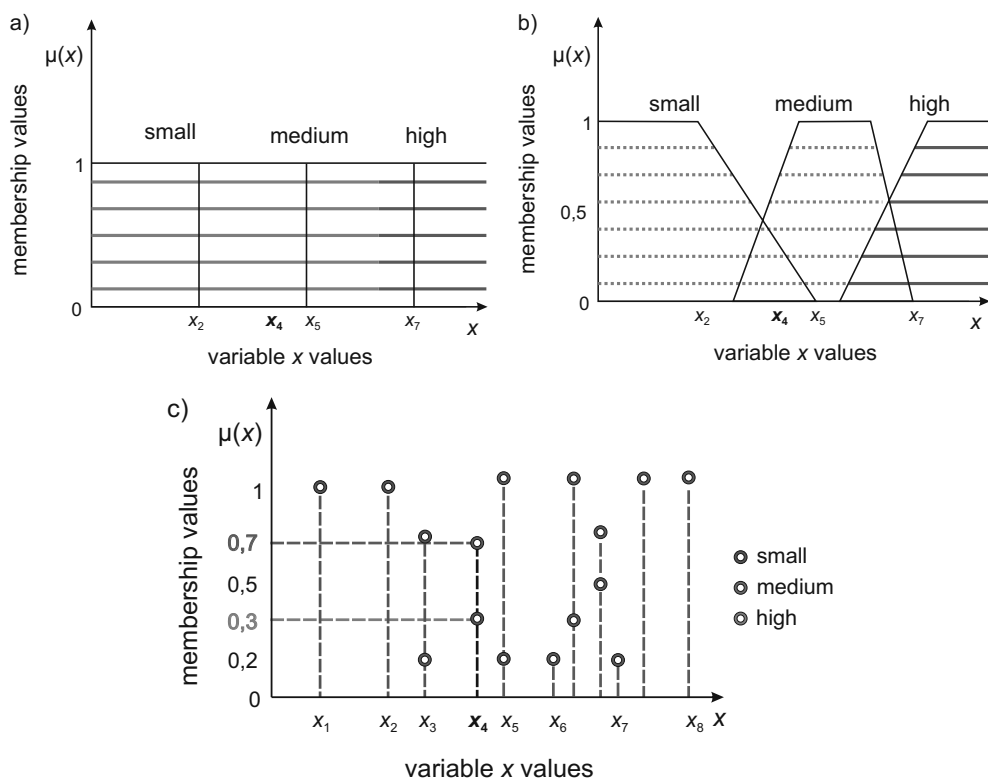 a)
μ(x)
membership values
small medium high
1
0
x₂ x₄ x₅ x₇ x
variable x values
b)
μ(x)
membership values
small medium high
1
0,5
0
x₂ x₄ x₅ x₇ x
variable x values
c)
μ(x)
membership values
1
0,7
0,5
0,3
0,2
0
small
medium
high
x₁ x₂ x₃ x₄ x₅ x₆ x₇ x₈ x
variable x values